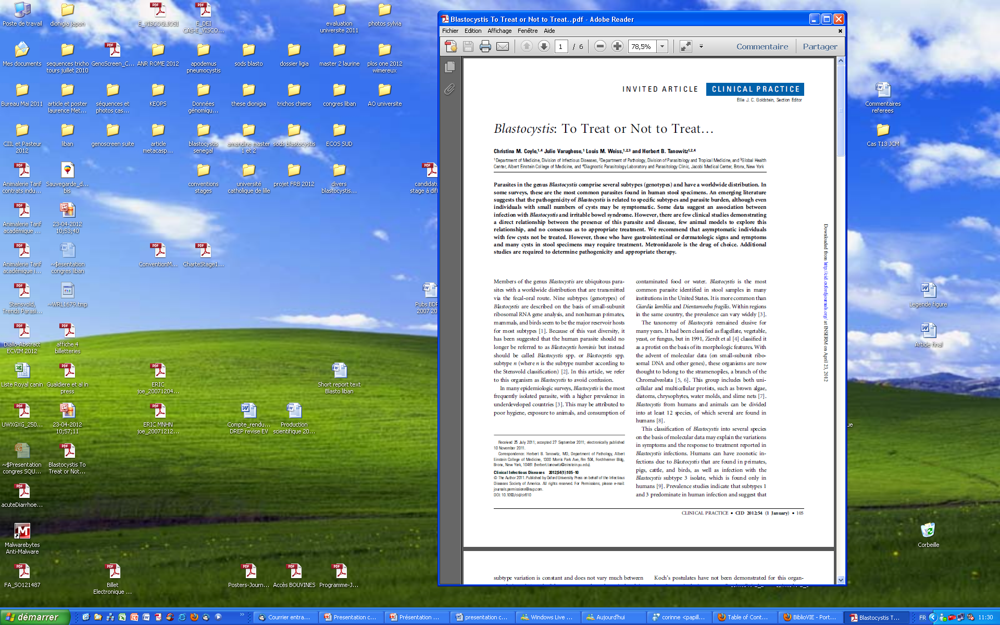 Poste de travail
dionigia japon
E_VISCOGLIOSI
E_DEI
CAS-E_VISCO...
evaluation
universite 2011
photos sylvia
Mes documents
sequences tricho
tours juillet 2010
GenoScreen_C...
ANR ROME 2012
apodemus
pneumocystis
sods blasto
dossier ligia
master 2 laurine
plos one 2012
wimereux
Bureau Mai 2011
article et poster
laurence Met...
séquences et
photos cas...
KEOPS
Données
génomiqu...
these dionigia
trichos chiens
congres liban
AO universite
CIIL et Pasteur
2012
liban
genoscreen suite
article
metacasp...
blastocystis
senegal
amandine master
1 et 2
sods blastocystis
ECOS SUD
Animalerie Tarif
contrats indu...
Sauvegarde_d...
bis
conventions
stages
université
catholique de lille
projet FRB 2012
divers
blastocystis...
candidatu
stage à dif
Animalerie Tarif
académique ...
23-04-2012
10;53;40
Animalerie Tarif
académique i...
~$esentation
congres liban
ConventionM...
CharteStage1...
Stensvold,
Trends Parasi...
~WRL1679.tmp
Pubs BDF
2007 20
Diallo-Abstract
ECVIM 2012
affiche 4
billetteries
Liste Royal canin
Gualdiere et al in
press
ERIC
joe_20071204...
Short report text
Blasto liban
UWXGXG_250...
23-04-2012
10;57;11
ERIC MNHN
joe_20071212...
Compte_rendu...
DREP revise EV
Production
scientifique 20...
~$Presentation
congres SQU...
Blastocystis To
Treat or Not...
acuteDiarrhoe...
Malwarebytes
Anti-Malware
FA_SO121487
Billet
Electronique ...
Posters-Journ...
Accès BOUVINES
Programme-J...
Blastocystis To Treat or Not to Treat..pdf - Adobe Reader
Fichier Edition Affichage Fenêtre Aide
1 / 6
78,5%
Commentaire
Partager
INVITED ARTICLE
CLINICAL PRACTICE
Ellie J. C. Goldstein, Section Editor
Blastocystis: To Treat or Not to Treat…
Christina M. Coyle,1,4 Julie Varughese,1 Louis M. Weiss,1,2,3 and Herbert B. Tanowitz1,2,4
1Department of Medicine, Division of Infectious Diseases, 2Department of Pathology, Division of Parasitology and Tropical Medicine, and 3Global Health
Center, Albert Einstein College of Medicine, and 4Diagnostic Parasitology Laboratory and Parasitology Clinic, Jacobi Medical Center, Bronx, New York
Parasites in the genus Blastocystis comprise several subtypes (genotypes) and have a worldwide distribution. In
some surveys, these are the most common parasites found in human stool specimens. An emerging literature
suggests that the pathogenicity of Blastocystis is related to specific subtypes and parasite burden, although even
individuals with small numbers of cysts may be symptomatic. Some data suggest an association between
infection with Blastocystis and irritable bowel syndrome. However, there are few clinical studies demonstrating
a direct relationship between the presence of this parasite and disease, few animal models to explore this
relationship, and no consensus as to appropriate treatment. We recommend that asymptomatic individuals
with few cysts not be treated. However, those who have gastrointestinal or dermatologic signs and symptoms
and many cysts in stool specimens may require treatment. Metronidazole is the drug of choice. Additional
studies are required to determine pathogenicity and appropriate therapy.
Members of the genus Blastocystis are ubiquitous para-
sites with a worldwide distribution that are transmitted
via the fecal-oral route. Nine subtypes (genotypes) of
Blastocystis are described on the basis of small-subunit
ribosomal RNA gene analysis, and nonhuman primates,
mammals, and birds seem to be the major reservoir hosts
for most subtypes [1]. Because of this vast diversity, it
has been suggested that the human parasite should no
longer be referred to as Blastocystis hominis but instead
should be called Blastocystis spp. or Blastocystis spp.
subtype n (where n is the subtype number according to
the Stensvold classification) [2]. In this article, we refer
to this organism as Blastocystis to avoid confusion.
In many epidemiologic surveys, Blastocystis is the most
frequently isolated parasite, with a higher prevalence in
underdeveloped countries [3]. This may be attributed to
poor hygiene, exposure to animals, and consumption of
Received 25 July 2011; accepted 27 September 2011; electronically published
10 November 2011.
Correspondence: Herbert B. Tanowitz, MD, Department of Pathology, Albert
Einstein College of Medicine, 1300 Morris Park Ave, Rm 504, Forchheimer Bldg,
Bronx, New York, 10461 (herbert.tanowitz@einstein.yu.edu).
Clinical Infectious Diseases 2012;54(1):105–10
© The Author 2011. Published by Oxford University Press on behalf of the Infectious
Diseases Society of America. All rights reserved. For Permissions, please e-mail:
journals.permissions@oup.com.
DOI: 10.1093/cid/cir810
contaminated food or water. Blastocystis is the most
common parasite identified in stool samples in many
institutions in the United States. It is more common than
Giardia lamblia and Dientamoeba fragilis. Within regions
in the same country, the prevalence can vary widely [3].
The taxonomy of Blastocystis remained elusive for
many years. It had been classified as flagellate, vegetable,
yeast, or fungus, but in 1991, Zierdt et al [4] classified it
as a protist on the basis of its morphologic features. With
the advent of molecular data (on small-subunit ribo-
somal DNA and other genes), these organisms are now
thought to belong to the stramenopiles, a branch of the
Chromalveolata [5, 6]. This group includes both uni-
cellular and multicellular protists, such as brown algae,
diatoms, chrysophytes, water molds, and slime nets [7].
Blastocystis from humans and animals can be divided
into at least 12 species, of which several are found in
humans [8].
This classification of Blastocystis into several species
on the basis of molecular data may explain the variations
in symptoms and the response to treatment reported in
Blastocystis infections. Humans can have zoonotic in-
fections due to Blastocystis that are found in primates,
pigs, cattle, and birds, as well as infection with the
Blastocystis subtype 3 isolate, which is found only in
humans [9]. Prevalence studies indicate that subtypes 1
and 3 predominate in human infection and suggest that
CLINICAL PRACTICE • CID 2012:54 (1 January) • 105
Downloaded from http://cid.oxfordjournals.org/ at INSERM on April 23, 2012
subtype variation is constant and does not vary much between
Koch's postulates have not been demonstrated for this organ-
Commentaires
referees
Cas T13 JCM
Legende figure
Article final
ue
Corbeille
démarrer
Courrier entra...
Presentation c...
Présentation ...
presentation c...
Windows Live ...
Aujourd'hui
corinne <papill...
Table of Cont...
BiblioVIE - Port...
Blastocystis T...
FR
11:30